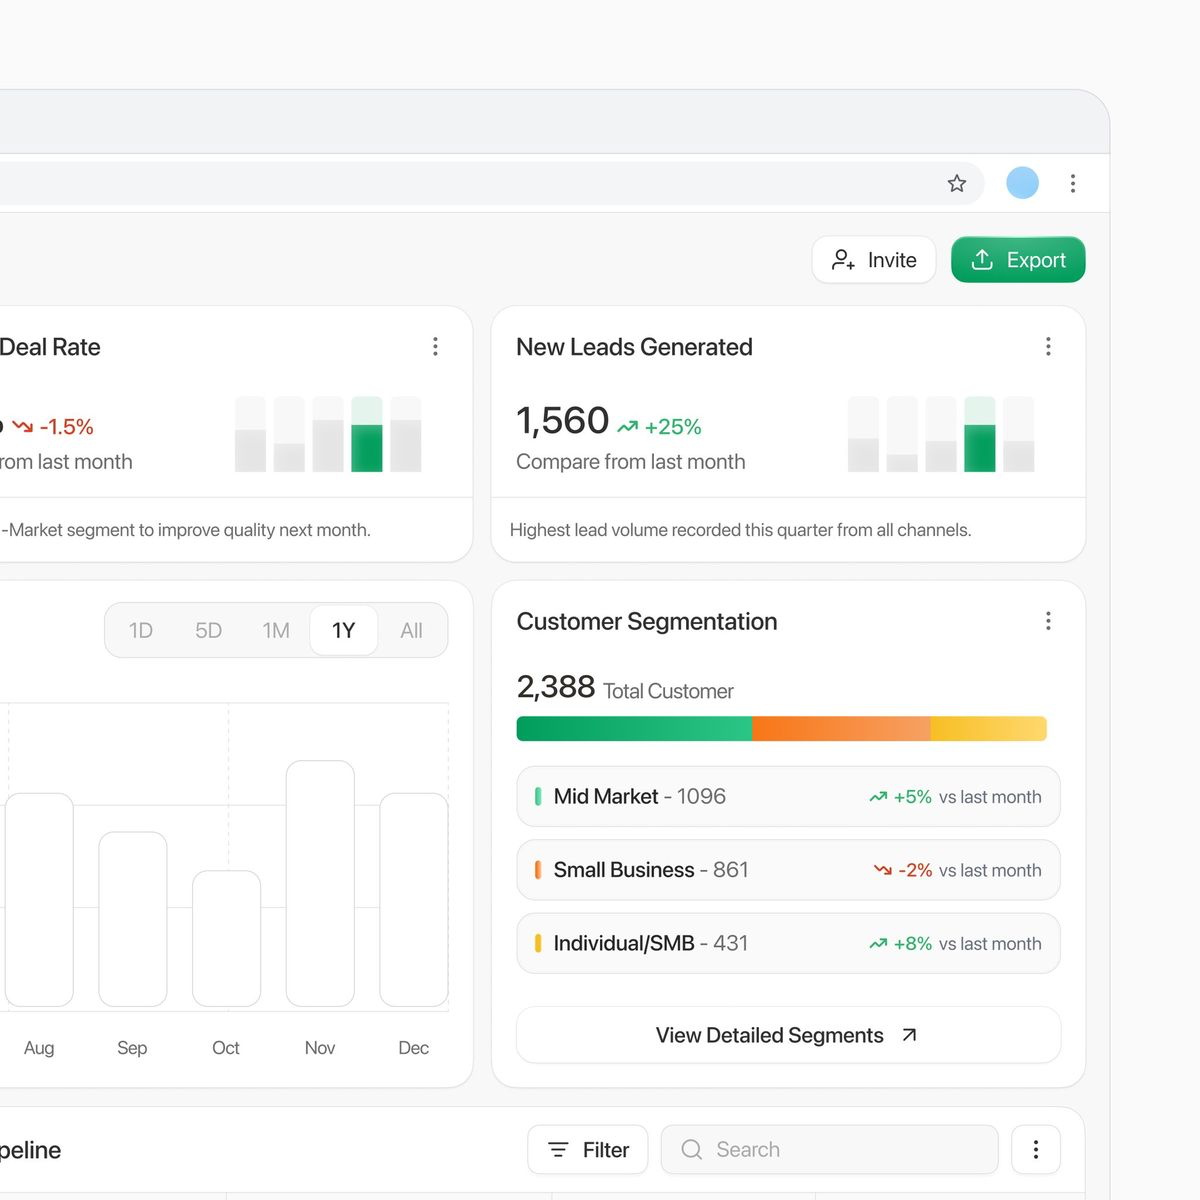 Invite
Export
Deal Rate
-1.5%
rom last month
-Market segment to improve quality next month.
New Leads Generated
1,560 +25%
Compare from last month
Highest lead volume recorded this quarter from all channels.
1D 5D 1M 1Y All
Aug Sep Oct Nov Dec
Customer Segmentation
2,388 Total Customer
Mid Market - 1096 +5% vs last month
Small Business - 861 -2% vs last month
Individual/SMB - 431 +8% vs last month
View Detailed Segments
peline
Filter
Search